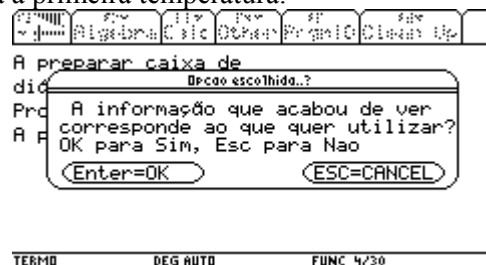 a primeira temperatura.
Algebra Calc Other PrgmIO Clean Up
A preparar caixa de
diá
Opcao escolhida..?
Pro
A informação que acabou de ver
corresponde ao que quer utilizar?
A p
OK para Sim, Esc para Nao
Enter=OK ESC=CANCEL
TERMO DEG AUTO FUNC 4/30